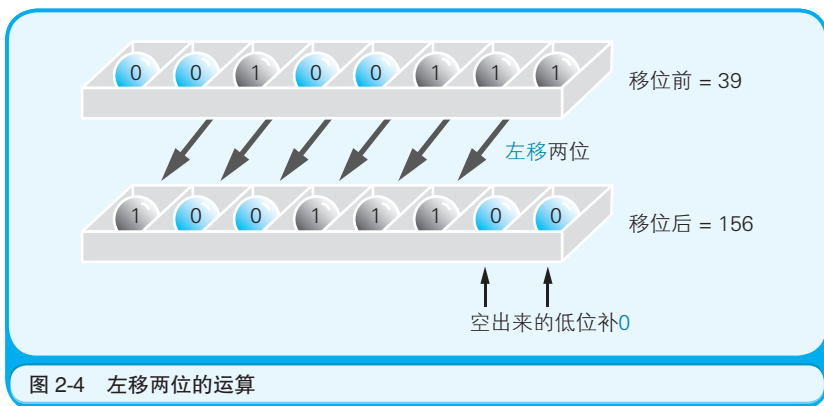 0 0 1 0 0 1 1 1
移位前 = 39
左移两位
1 0 0 1 1 1 0 0
移位后 = 156
空出来的低位补0
图 2-4 左移两位的运算